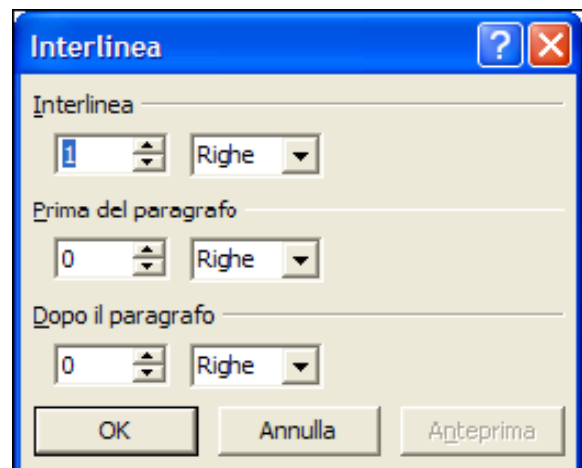 Interlinea
Interlinea
1 Righe
Prima del paragrafo
0 Righe
Dopo il paragrafo
0 Righe
OK Annulla Anteprima